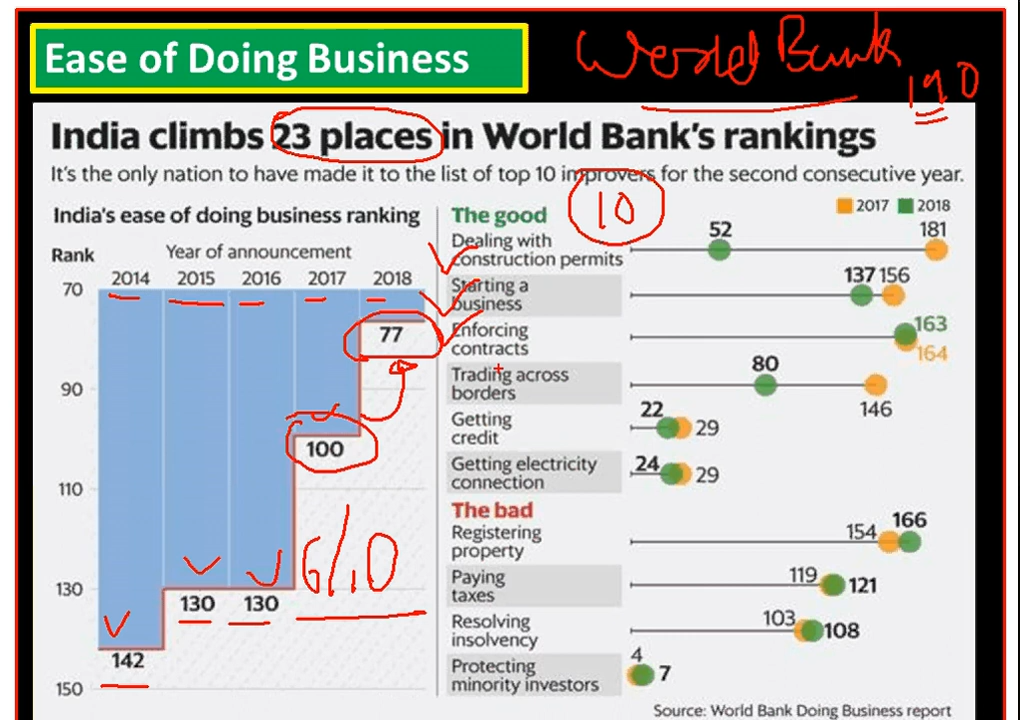 Ease of Doing Business
World Bank
190
India climbs 23 places in World Bank's rankings
It's the only nation to have made it to the list of top 10 improvers for the second consecutive year.
10
India's ease of doing business ranking
Rank
Year of announcement
2014 2015 2016 2017 2018
70
77
90
100
110
130
130 130
142
150
The good
2017 2018
Dealing with
construction permits
52 181
Starting a
business
137 156
Enforcing
contracts
163
164
Trading across
borders
80
146
Getting
credit
22 29
Getting electricity
connection
24 29
The bad
Registering
property
154 166
Paying
taxes
119 121
Resolving
insolvency
103 108
Protecting
minority investors
4 7
Source: World Bank Doing Business report